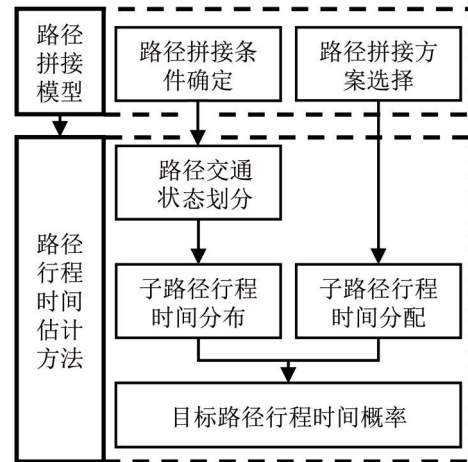 路径
拼接
模型
路径拼接条
件确定
路径拼接方
案选择
路径
行程
时间
估计
方法
路径交通
状态划分
子路径行程
时间分布
子路径行程
时间分配
目标路径行程时间概率